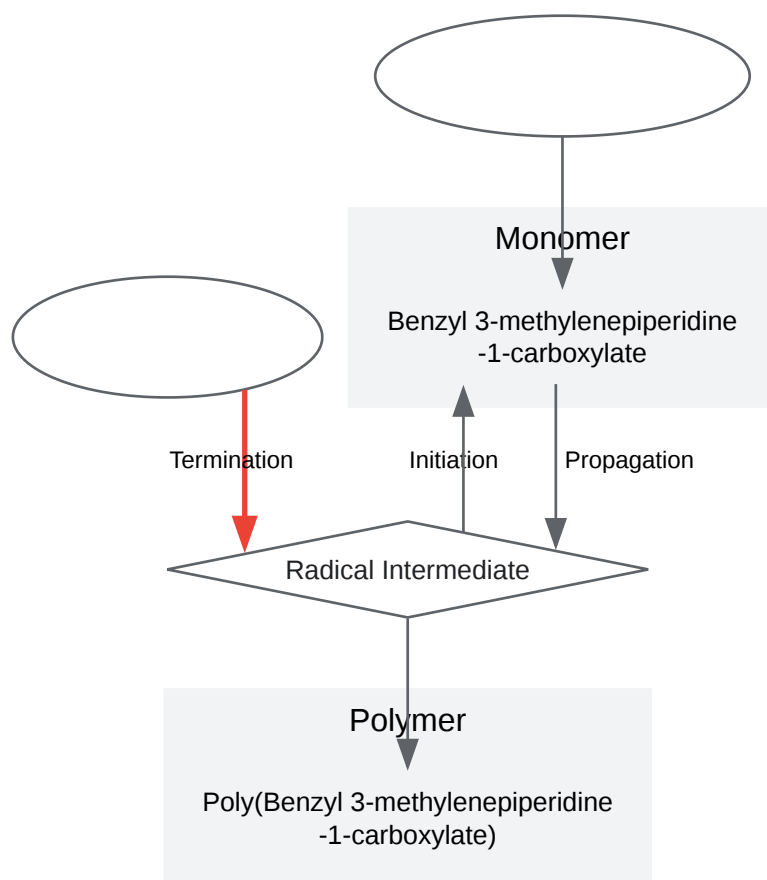 Monomer
Benzyl 3-methylenepiperidine
-1-carboxylate
Termination
Initiation
Propagation
Radical Intermediate
Polymer
Poly(Benzyl 3-methylenepiperidine
-1-carboxylate)